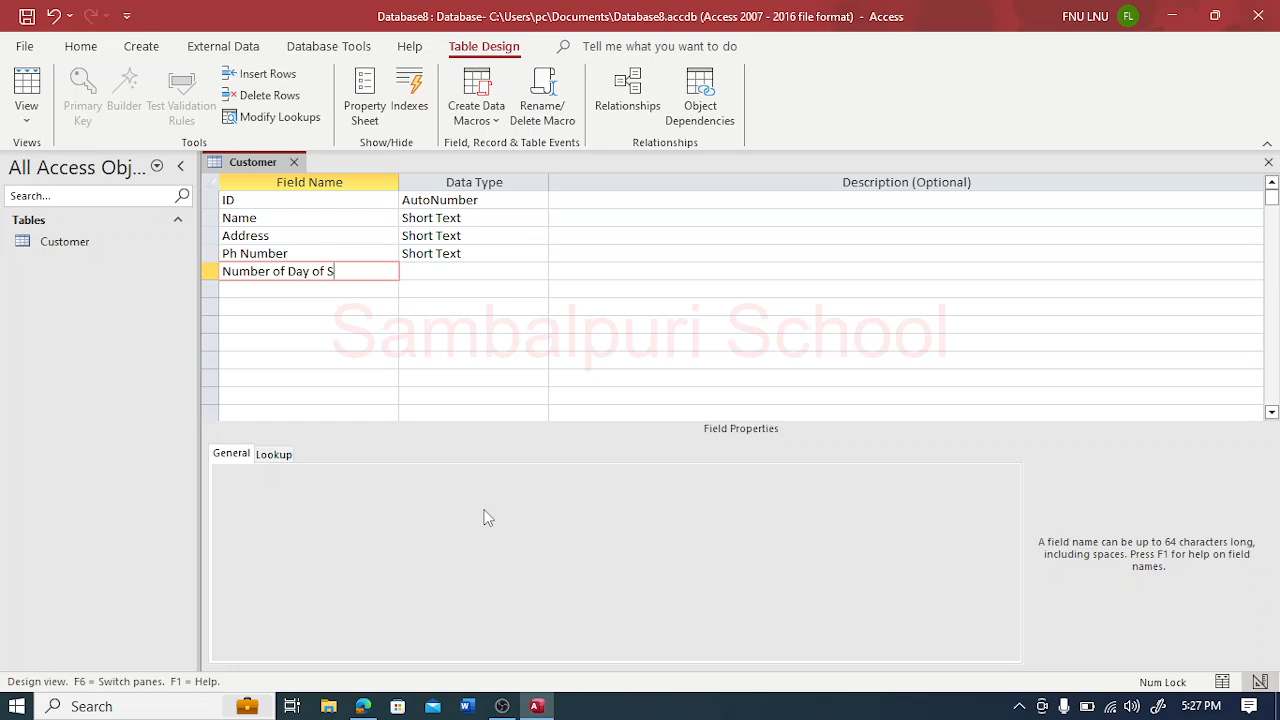 Database8 : Database- C:\Users\pc\Documents\Database8.accdb (Access 2007 - 2016 file format) - Access
FNU LNU
FL
File
Home
Create
External Data
Database Tools
Help
Table Design
Tell me what you want to do
View
Primary Key
Builder
Test Validation Rules
Insert Rows
Delete Rows
Modify Lookups
Property Sheet
Indexes
Create Data Macros
Rename/ Delete Macro
Relationships
Object Dependencies
Views
Tools
Show/Hide
Field, Record & Table Events
Relationships
All Access Obj...
Search...
Tables
Customer
Customer
Field Name
Data Type
Description (Optional)
ID
AutoNumber
Name
Short Text
Address
Short Text
Ph Number
Short Text
Number of Day of S
Sambalpuri School
Field Properties
General
Lookup
A field name can be up to 64 characters long,
including spaces. Press F1 for help on field
names.
Design view. F6 = Switch panes. F1 = Help.
Num Lock
Search
5:27 PM